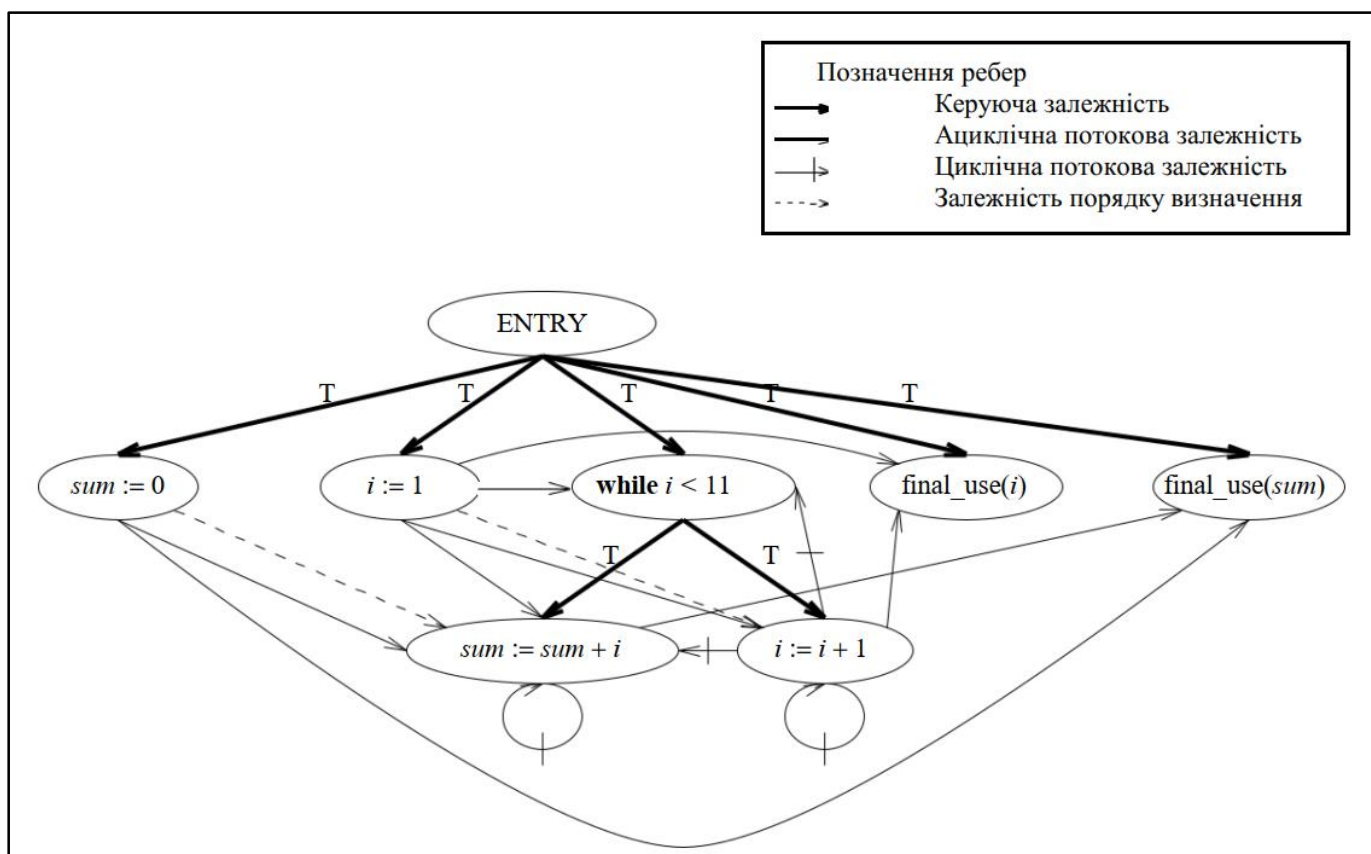 Позначення ребер
Керуюча залежність
Ациклічна потокова залежність
Циклічна потокова залежність
Залежність порядку визначення
ENTRY
T T T T T
sum := 0
i := 1
while i < 11
final_use(i)
final_use(sum)
T T
sum := sum + i
i := i + 1